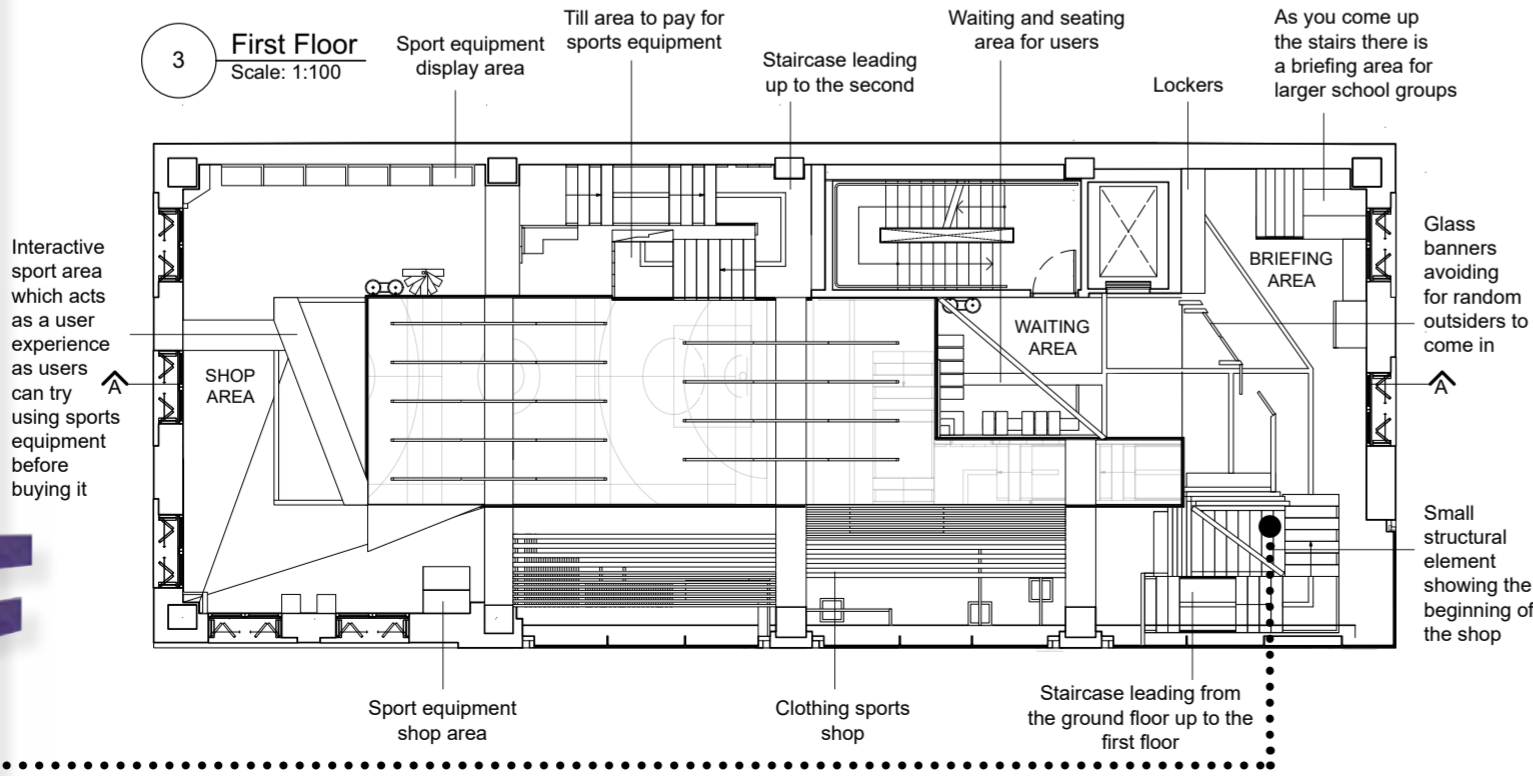 3
First Floor
Scale: 1:100
Sport equipment
display area
Till area to pay for
sports equipment
Staircase leading
up to the second
Waiting and seating
area for users
Lockers
As you come up
the stairs there is
a briefing area for
larger school groups
Interactive
sport area
which acts
as a user
experience
as users
can try
using sports
equipment
before
buying it
A
SHOP
AREA
WAITING
AREA
BRIEFING
AREA
Glass
banners
avoiding
for random
outsiders to
come in
A
Small
structural
element
showing the
beginning of
the shop
Sport equipment
shop area
Clothing sports
shop
Staircase leading from
the ground floor up to the
first floor